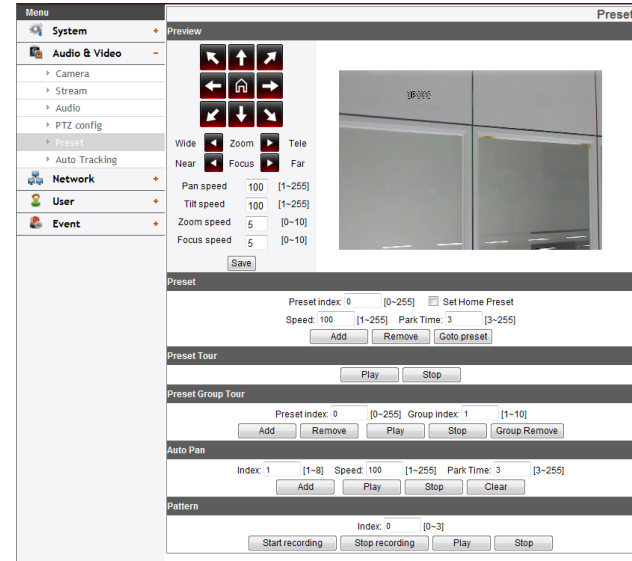 Menu
Preset
System +
Preview
Audio & Video -
Camera
Stream
Audio
PTZ config
Preset
Auto Tracking
Network +
User +
Event +
Wide Zoom Tele
Near Focus Far
Pan speed 100 [1~255]
Tilt speed 100 [1~255]
Zoom speed 5 [0~10]
Focus speed 5 [0~10]
Save
Preset
Preset index: 0 [0~255] Set Home Preset
Speed: 100 [1~255] Park Time: 3 [3~255]
Add Remove Goto preset
Preset Tour
Play Stop
Preset Group Tour
Preset index: 0 [0~255] Group index: 1 [1~10]
Add Remove Play Stop Group Remove
Auto Pan
Index: 1 [1~8] Speed: 100 [1~255] Park Time: 3 [3~255]
Add Play Stop Clear
Pattern
Index: 0 [0~3]
Start recording Stop recording Play Stop